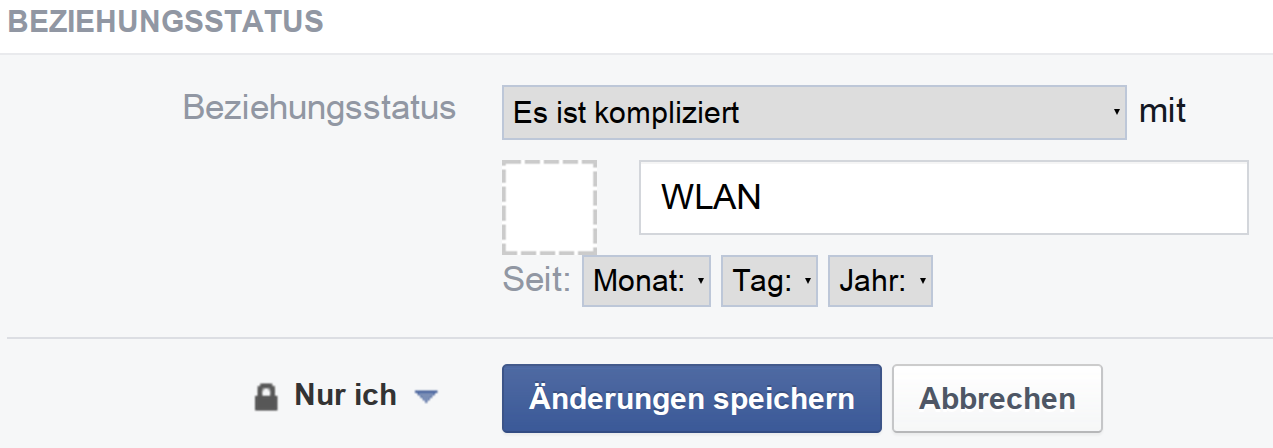 BEZIEHUNGSSTATUS
Beziehungsstatus Es ist kompliziert mit
WLAN
Seit: Monat: Tag: Jahr:
Nur ich Änderungen speichern Abbrechen